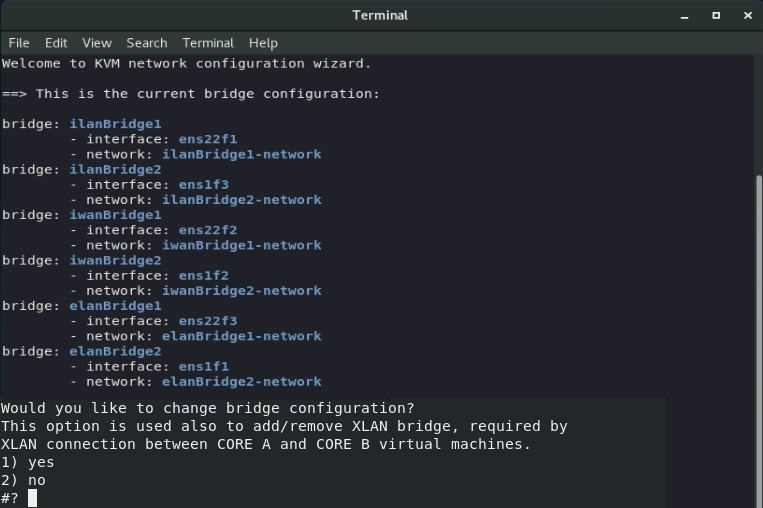 Terminal
File Edit View Search Terminal Help
Welcome to KVM network configuration wizard.
==> This is the current bridge configuration:
bridge: ilanBridge1
- interface: ens22f1
- network: ilanBridge1-network
bridge: ilanBridge2
- interface: ens1f3
- network: ilanBridge2-network
bridge: iwanBridge1
- interface: ens22f2
- network: iwanBridge1-network
bridge: iwanBridge2
- interface: ens1f2
- network: iwanBridge2-network
bridge: elanBridge1
- interface: ens22f3
- network: elanBridge1-network
bridge: elanBridge2
- interface: ens1f1
- network: elanBridge2-network
Would you like to change bridge configuration?
This option is used also to add/remove XLAN bridge, required by
XLAN connection between CORE A and CORE B virtual machines.
1) yes
2) no
#?